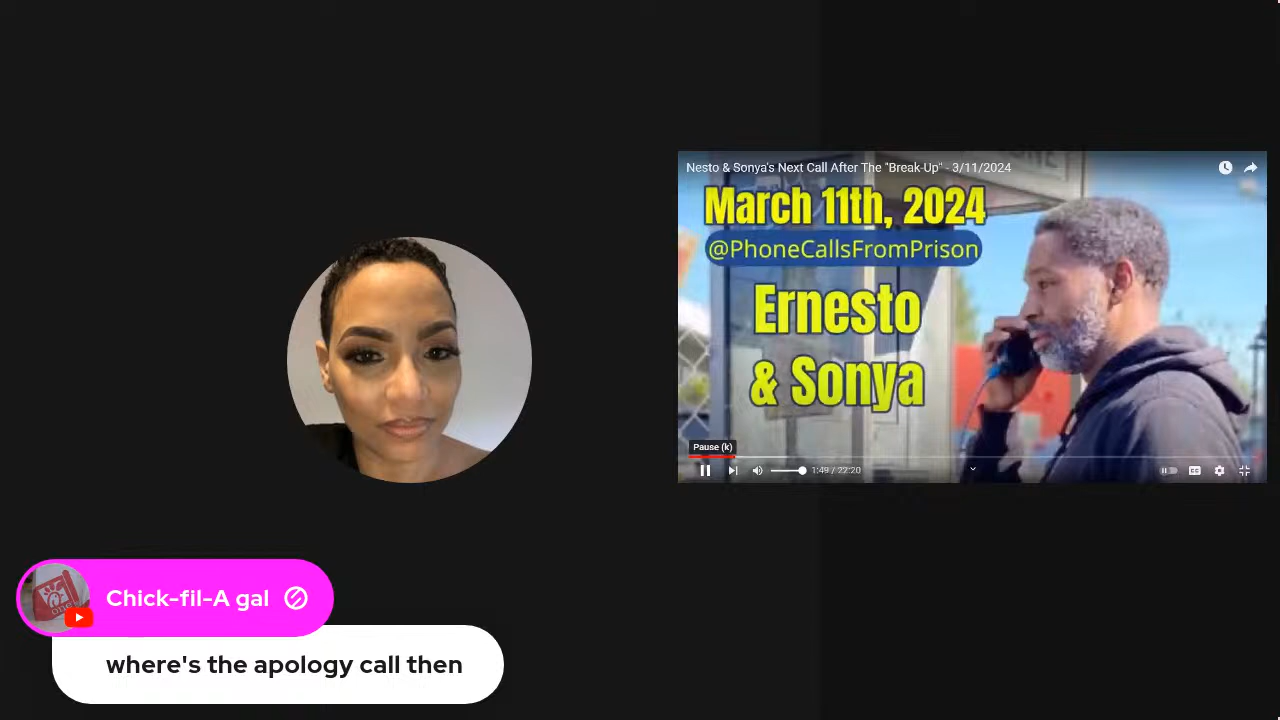 Nesto & Sonya's Next Call After The "Break-Up" - 3/11/2024
March 11th, 2024
@PhoneCallsFromPrison
Ernesto
& Sonya
Pause (k)
1:49 / 22:20
Chick-fil-A gal
where's the apology call then